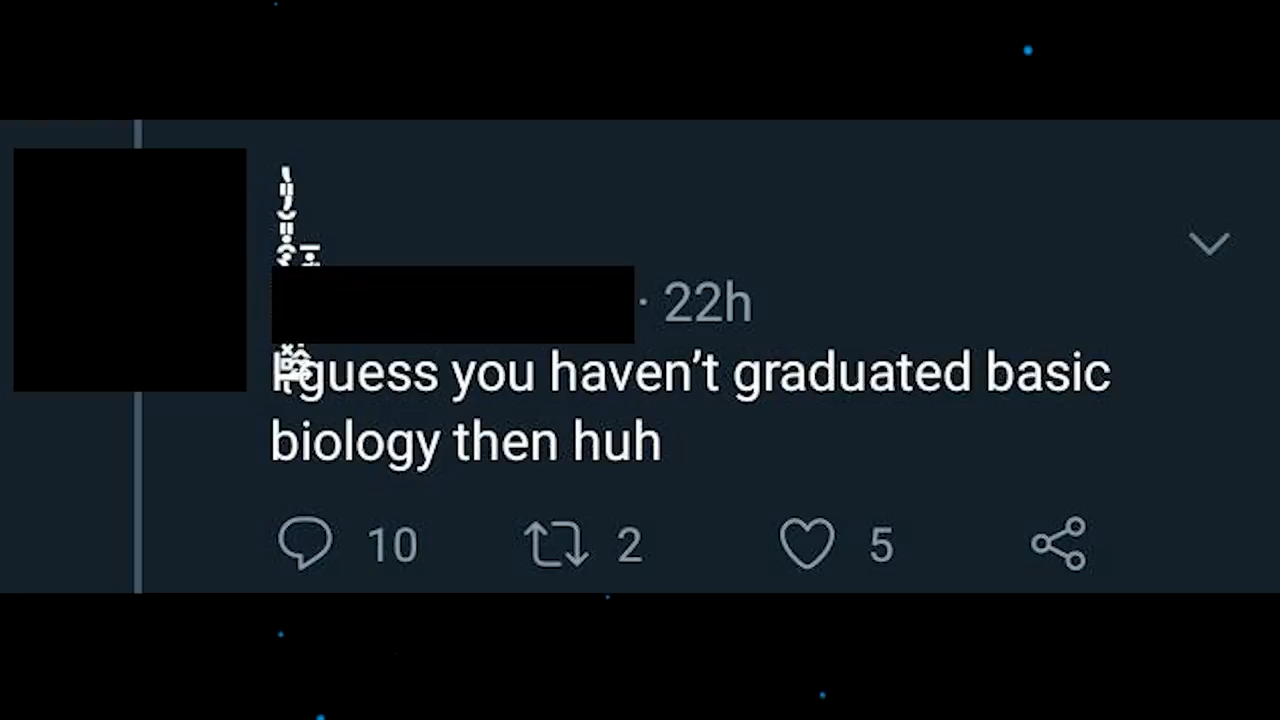 · 22h
I guess you haven’t graduated basic
biology then huh
10 2 5